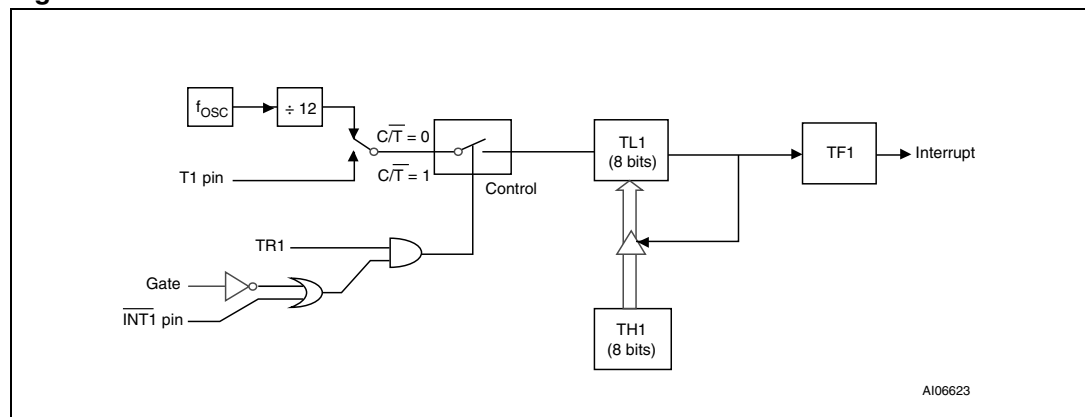 f_OSC
÷ 12
C/T̅ = 0
C/T̅ = 1
T1 pin
Control
TL1
(8 bits)
TF1
Interrupt
TR1
Gate
I̅N̅T̅1̅ pin
TH1
(8 bits)
AI06623